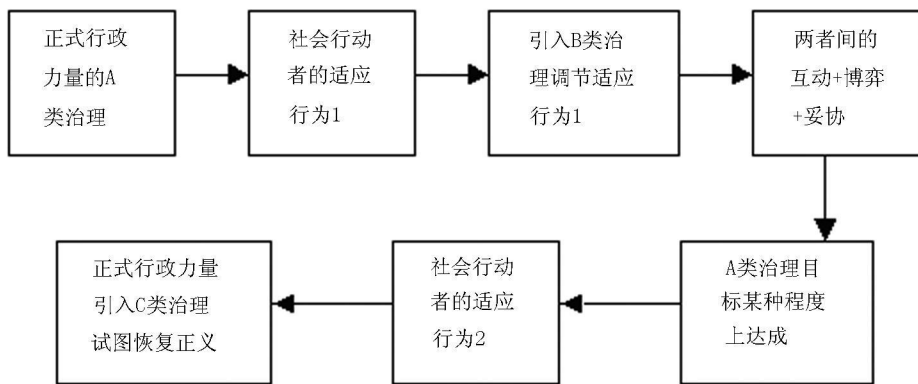 正式行政
力量的A
类治理
社会行动
者的适应
行为1
引入B类治
理调节适应
行为1
两者间的
互动+博弈
+妥协
A类治理目
标某种程度
上达成
社会行动
者的适应
行为2
正式行政力量
引入C类治理
试图恢复正义